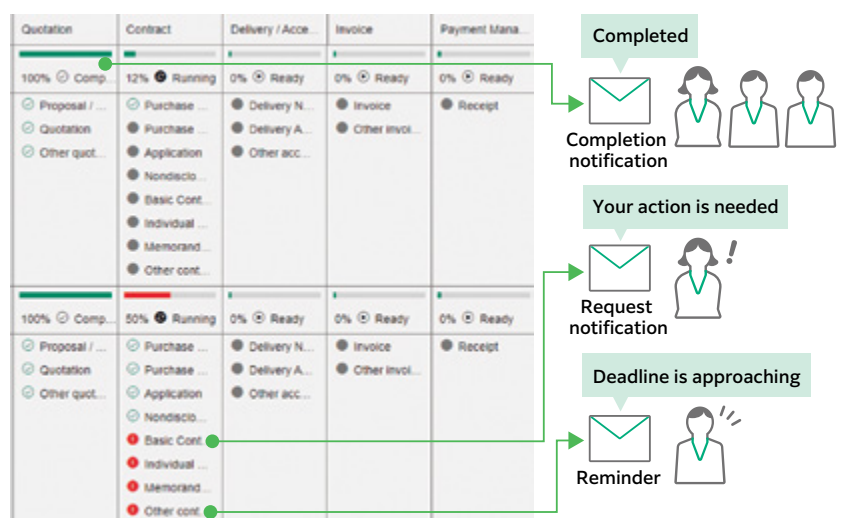 Quotation
Contract
Delivery / Acce...
Invoice
Payment Mana...
100% Comp...
12% Running
0% Ready
0% Ready
0% Ready
Proposal / ...
Quotation
Other quot...
Purchase ...
Purchase ...
Application
Nondisclo...
Basic Cont...
Individual ...
Memorand...
Other cont...
Delivery N...
Delivery A...
Other acc...
Invoice
Other invoi...
Receipt
100% Comp...
50% Running
0% Ready
0% Ready
0% Ready
Proposal / ...
Quotation
Other quot...
Purchase ...
Purchase ...
Application
Nondisclo...
Basic Cont...
Individual ...
Memorand...
Other cont...
Delivery N...
Delivery A...
Other acc...
Invoice
Other invoi...
Receipt
Completed
Completion
notification
Your action is needed
!
Request
notification
Deadline is approaching
Reminder